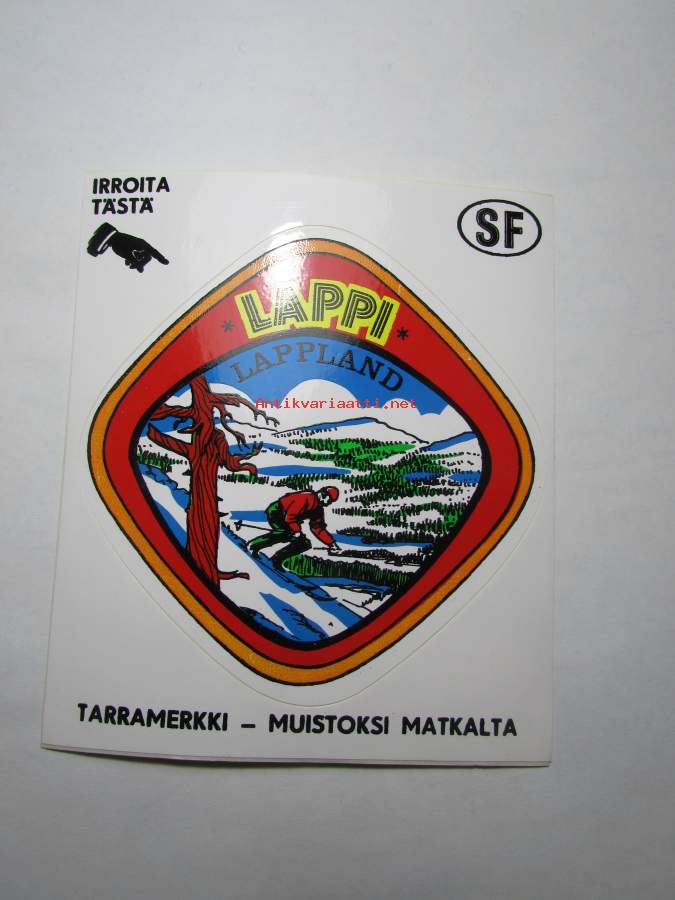 IRROITA
TÄSTÄ
SF
* LAPPI *
LAPPLAND
Antikvariaatti.net
TARRAMERKKI – MUISTOKSI MATKALTA